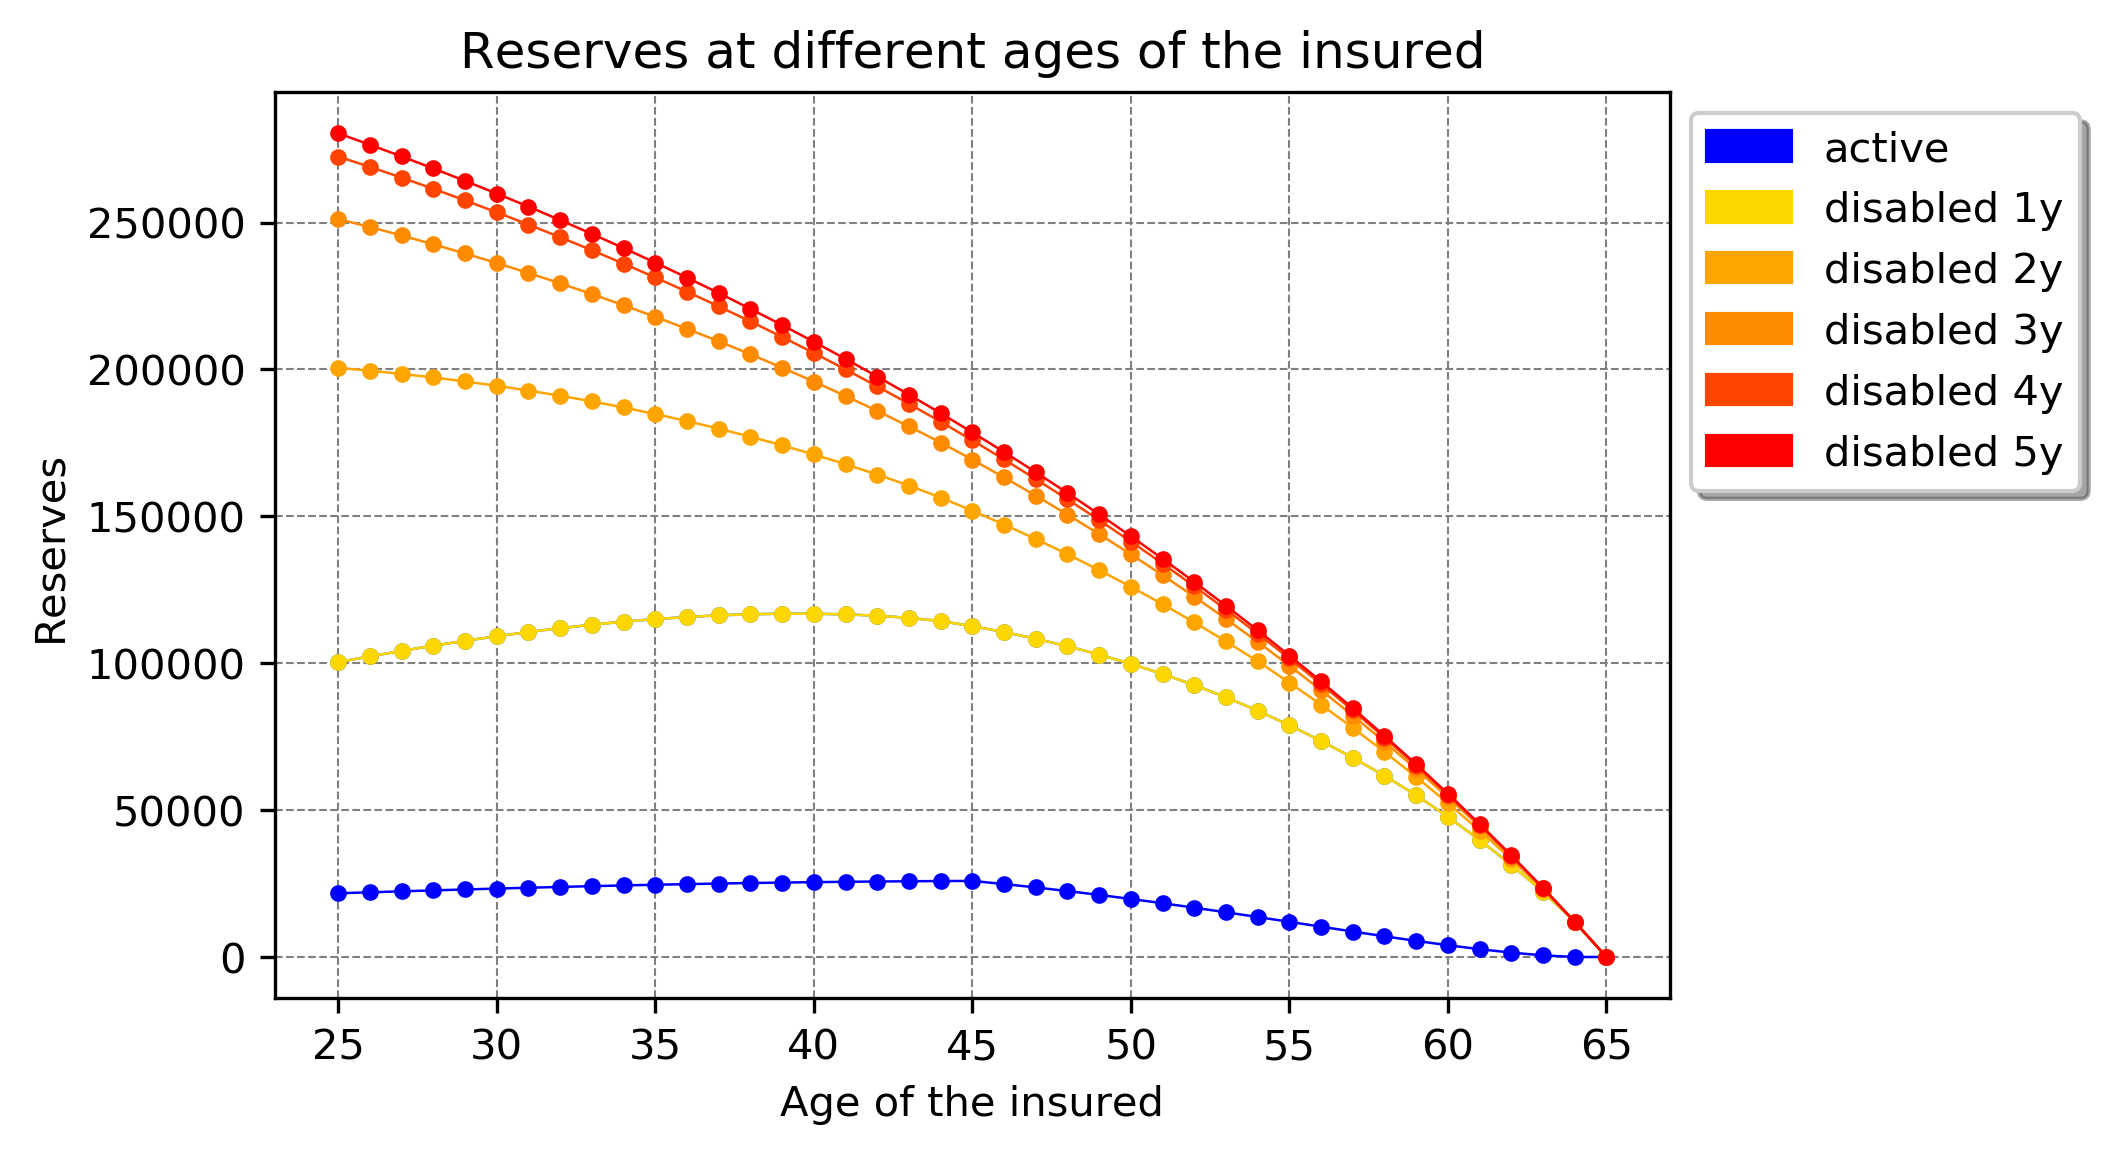 Reserves at different ages of the insured
Reserves
250000
200000
150000
100000
50000
0
25 30 35 40 45 50 55 60 65
Age of the insured
active
disabled 1y
disabled 2y
disabled 3y
disabled 4y
disabled 5y